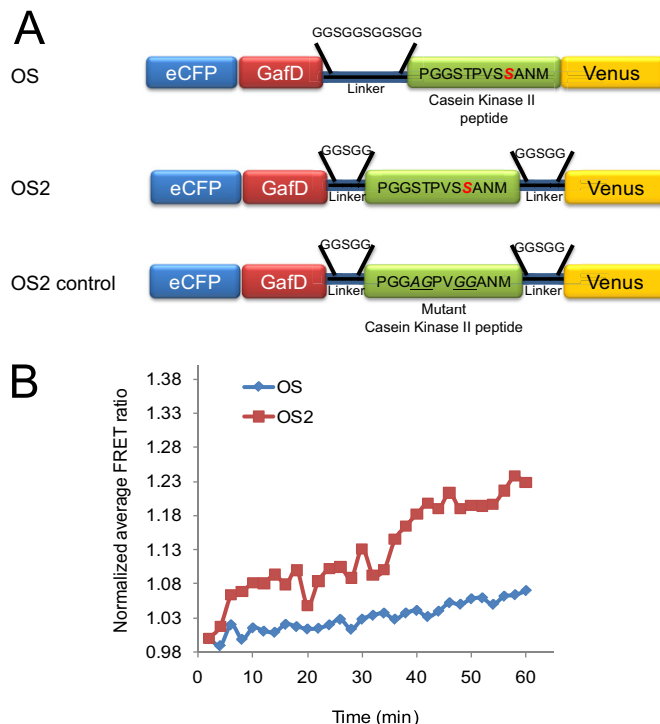 A
GGSGGSGGSGG
OS
eCFP
GafD
Linker
PGGSTPVSSANM
Casein Kinase II
peptide
Venus
OS2
eCFP
GafD
GGSGG
Linker
PGGSTPVSSANM
GGSGG
Linker
Venus
OS2 control
eCFP
GafD
GGSGG
Linker
PGGAGPVGGANM
Mutant
Casein Kinase II peptide
GGSGG
Linker
Venus
B
OS
OS2
Normalized average FRET ratio
1.38
1.33
1.28
1.23
1.18
1.13
1.08
1.03
0.98
0
10
20
30
40
50
60
Time (min)